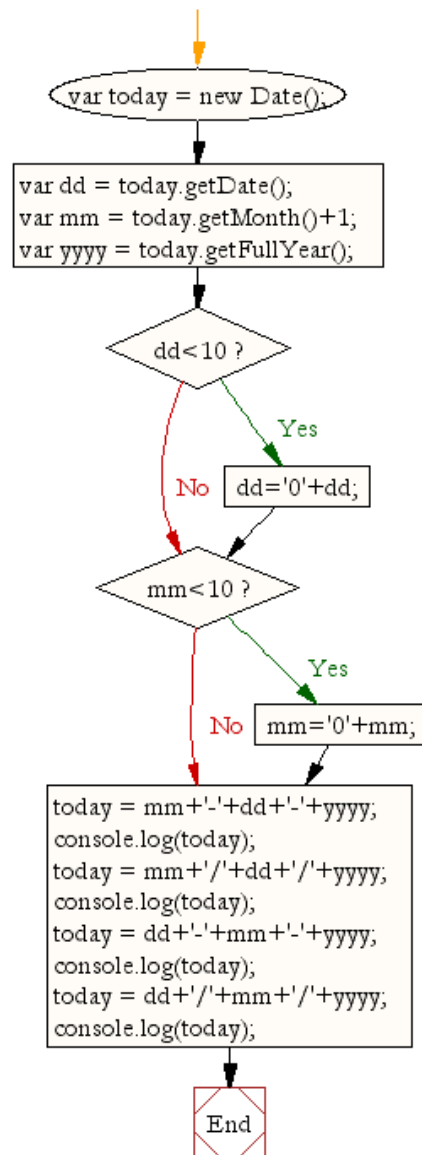 var today = new Date();
var dd = today.getDate();
var mm = today.getMonth()+1;
var yyyy = today.getFullYear();
dd<10 ?
Yes
No
dd='0'+dd;
mm<10 ?
Yes
No
mm='0'+mm;
today = mm+'-'+dd+'-'+yyyy;
console.log(today);
today = mm+'/'+dd+'/'+yyyy;
console.log(today);
today = dd+'-'+mm+'-'+yyyy;
console.log(today);
today = dd+'/'+mm+'/'+yyyy;
console.log(today);
End